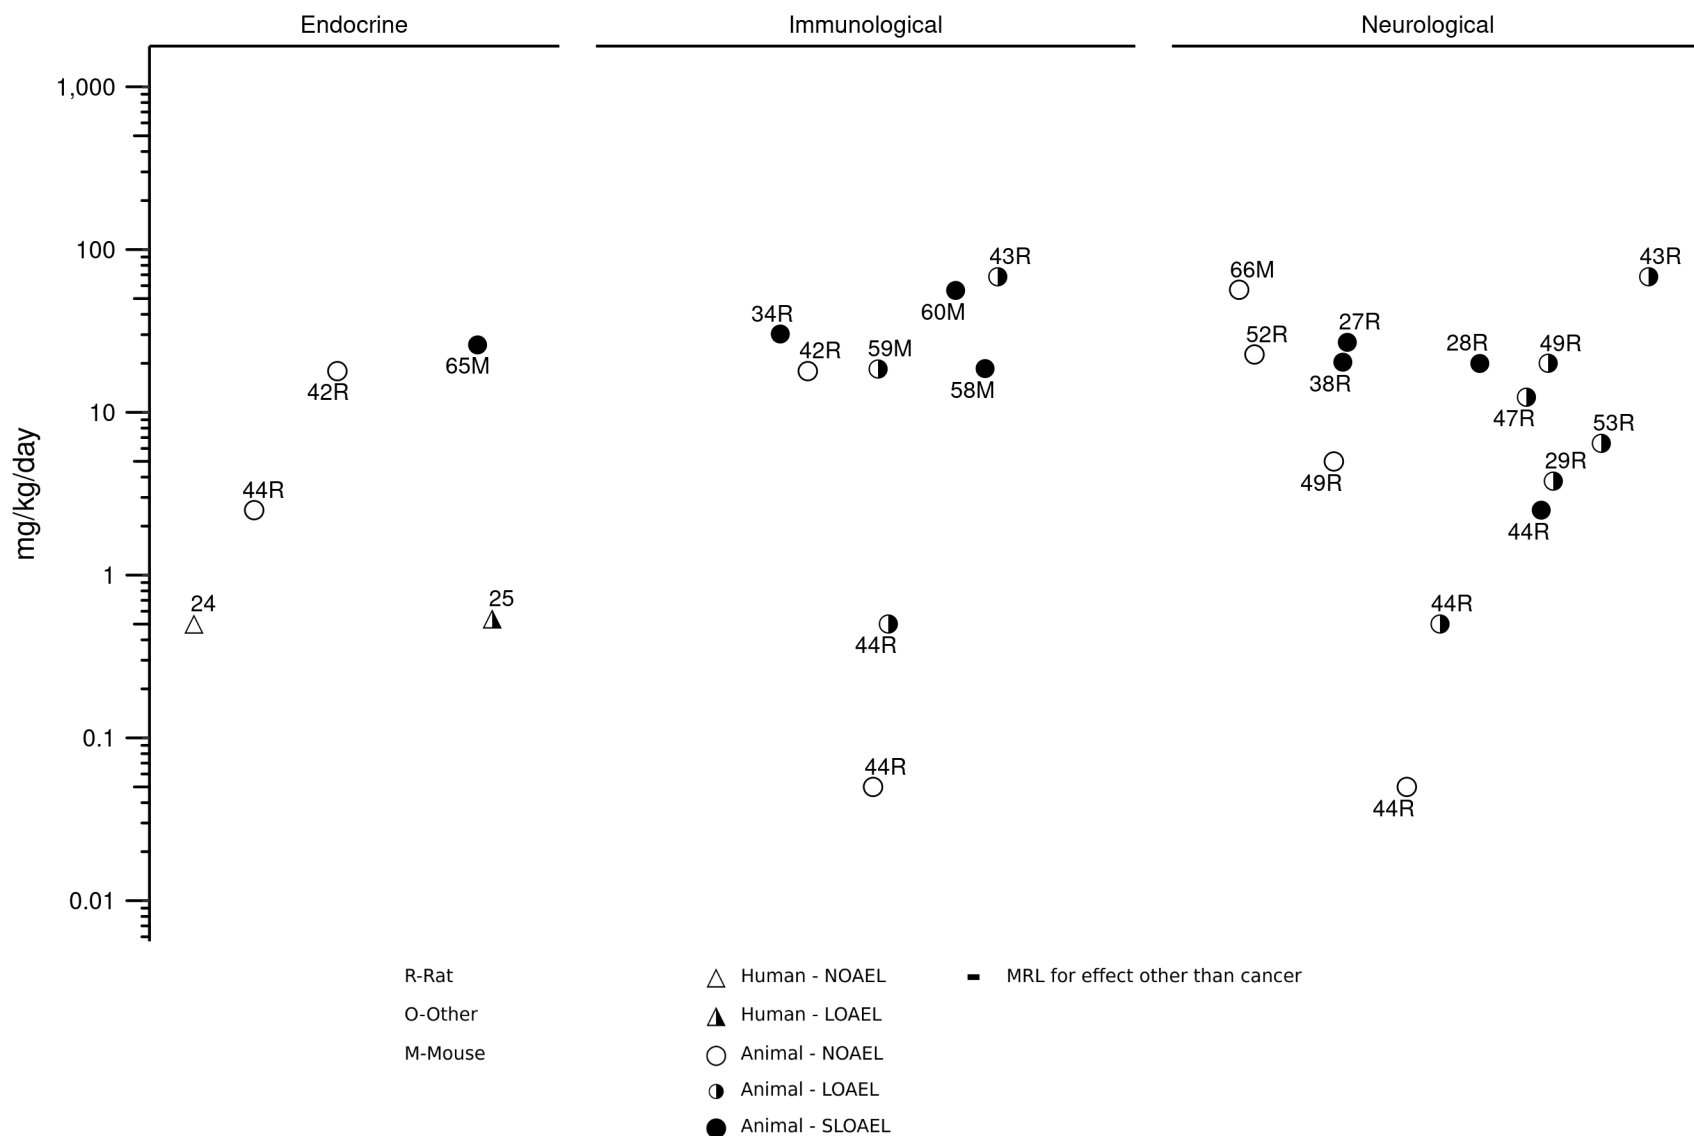 Endocrine Immunological Neurological
1,000
100
10
1
0.1
0.01
mg/kg/day
24
44R
42R
65M
25
34R
42R
59M
60M
43R
58M
44R
44R
66M
52R
27R
38R
49R
28R
49R
47R
53R
29R
44R
44R
44R
43R
R-Rat
O-Other
M-Mouse
Human - NOAEL
Human - LOAEL
Animal - NOAEL
Animal - LOAEL
Animal - SLOAEL
MRL for effect other than cancer